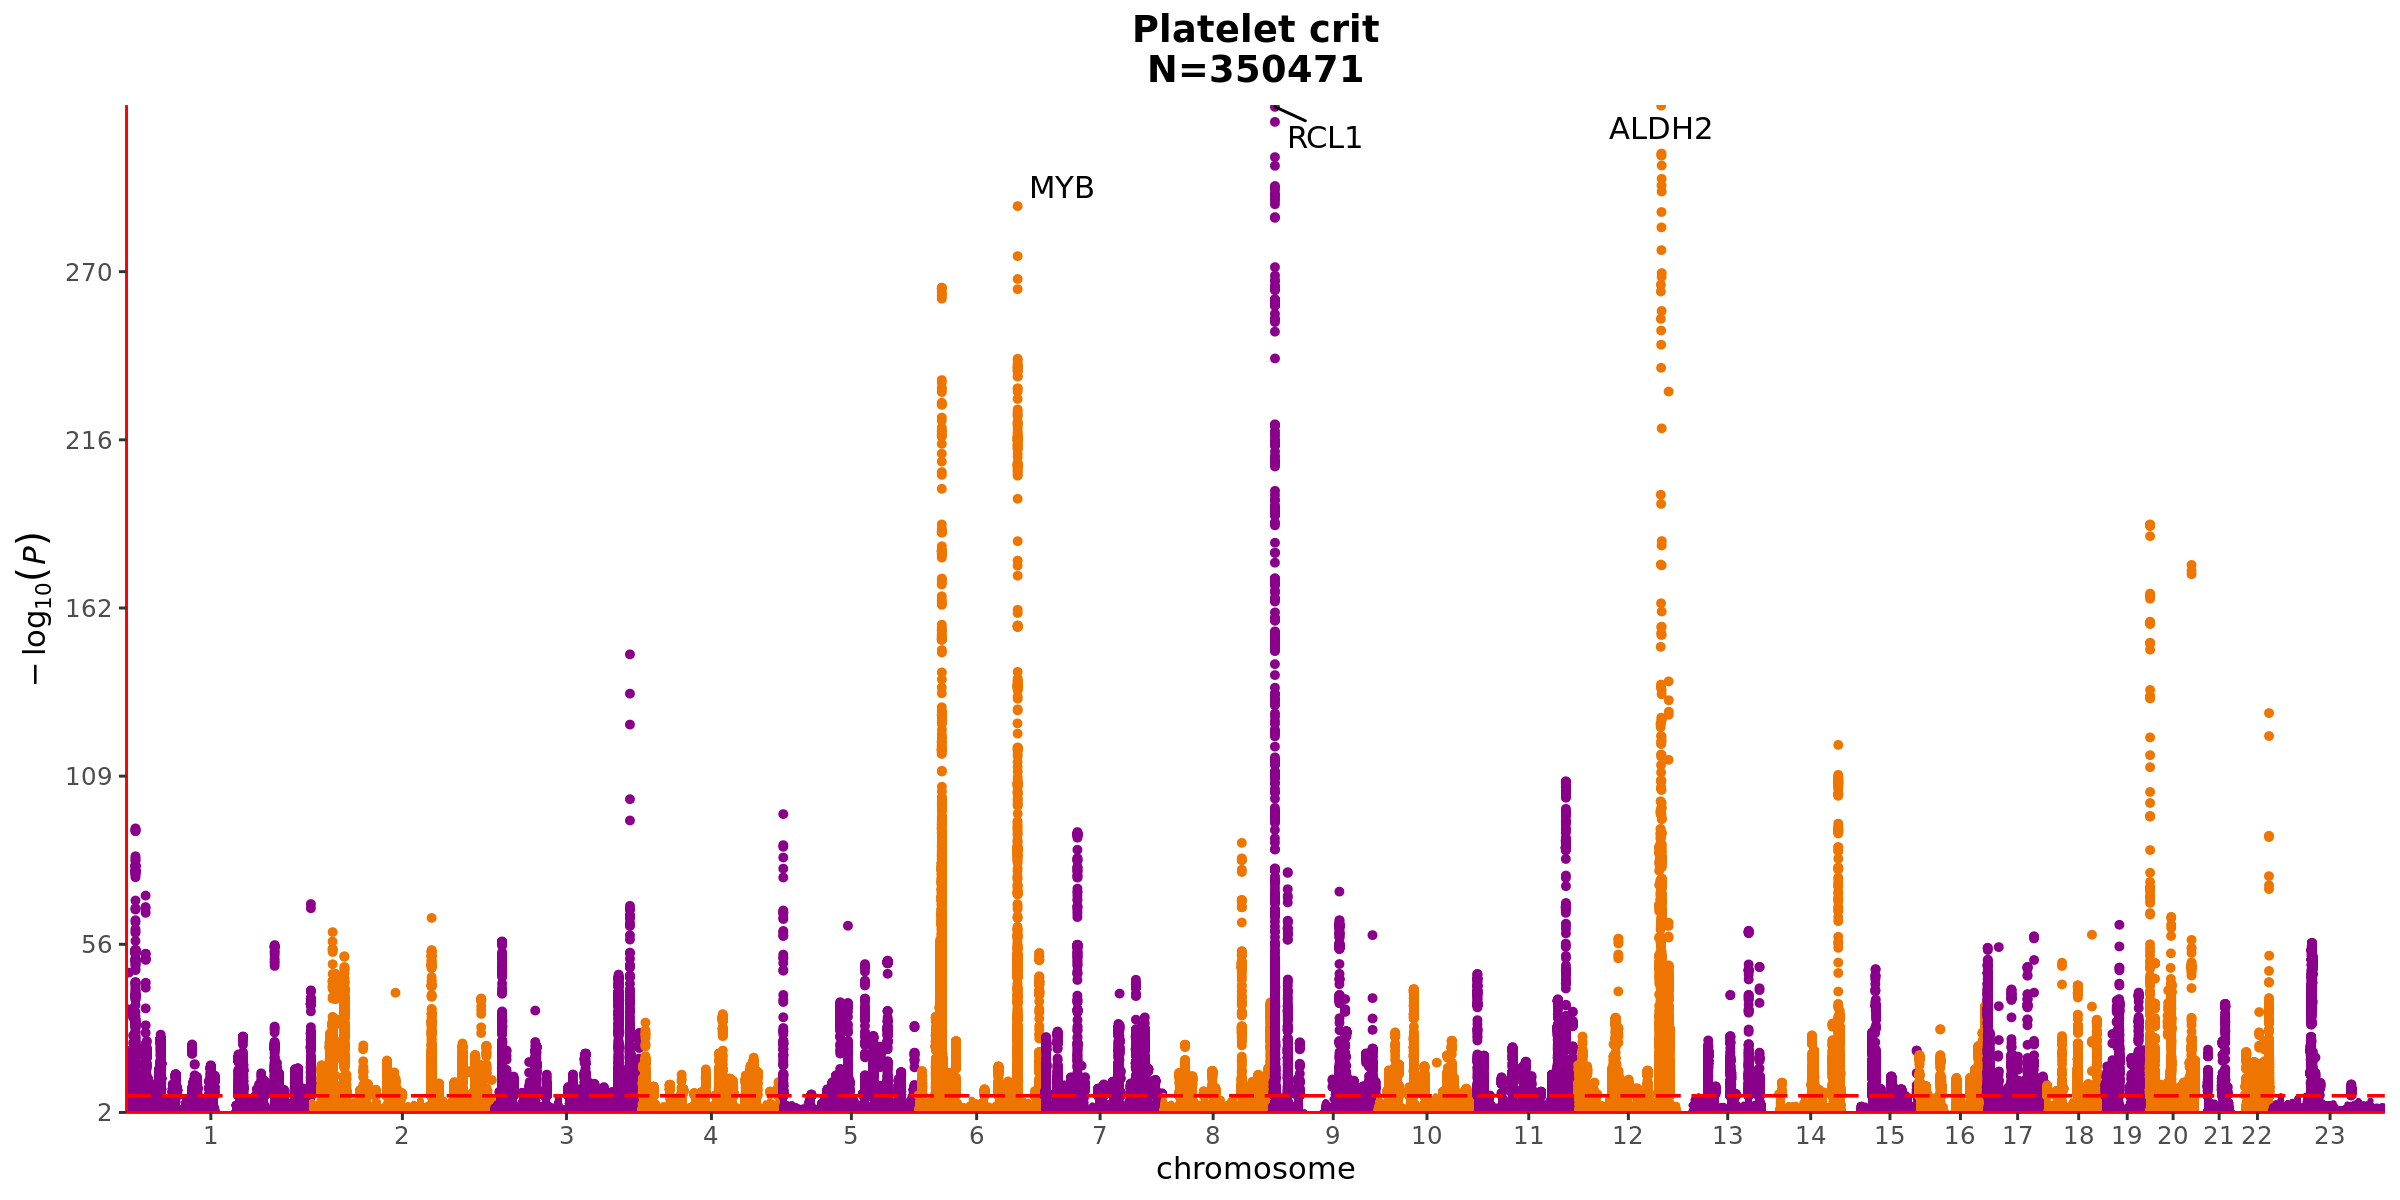 Platelet crit
N=350471
RCL1
ALDH2
MYB
270
216
162
109
56
2
−log10(P)
1 2 3 4 5 6 7 8 9 10 11 12 13 14 15 16 17 18 19 20 21 22 23
chromosome